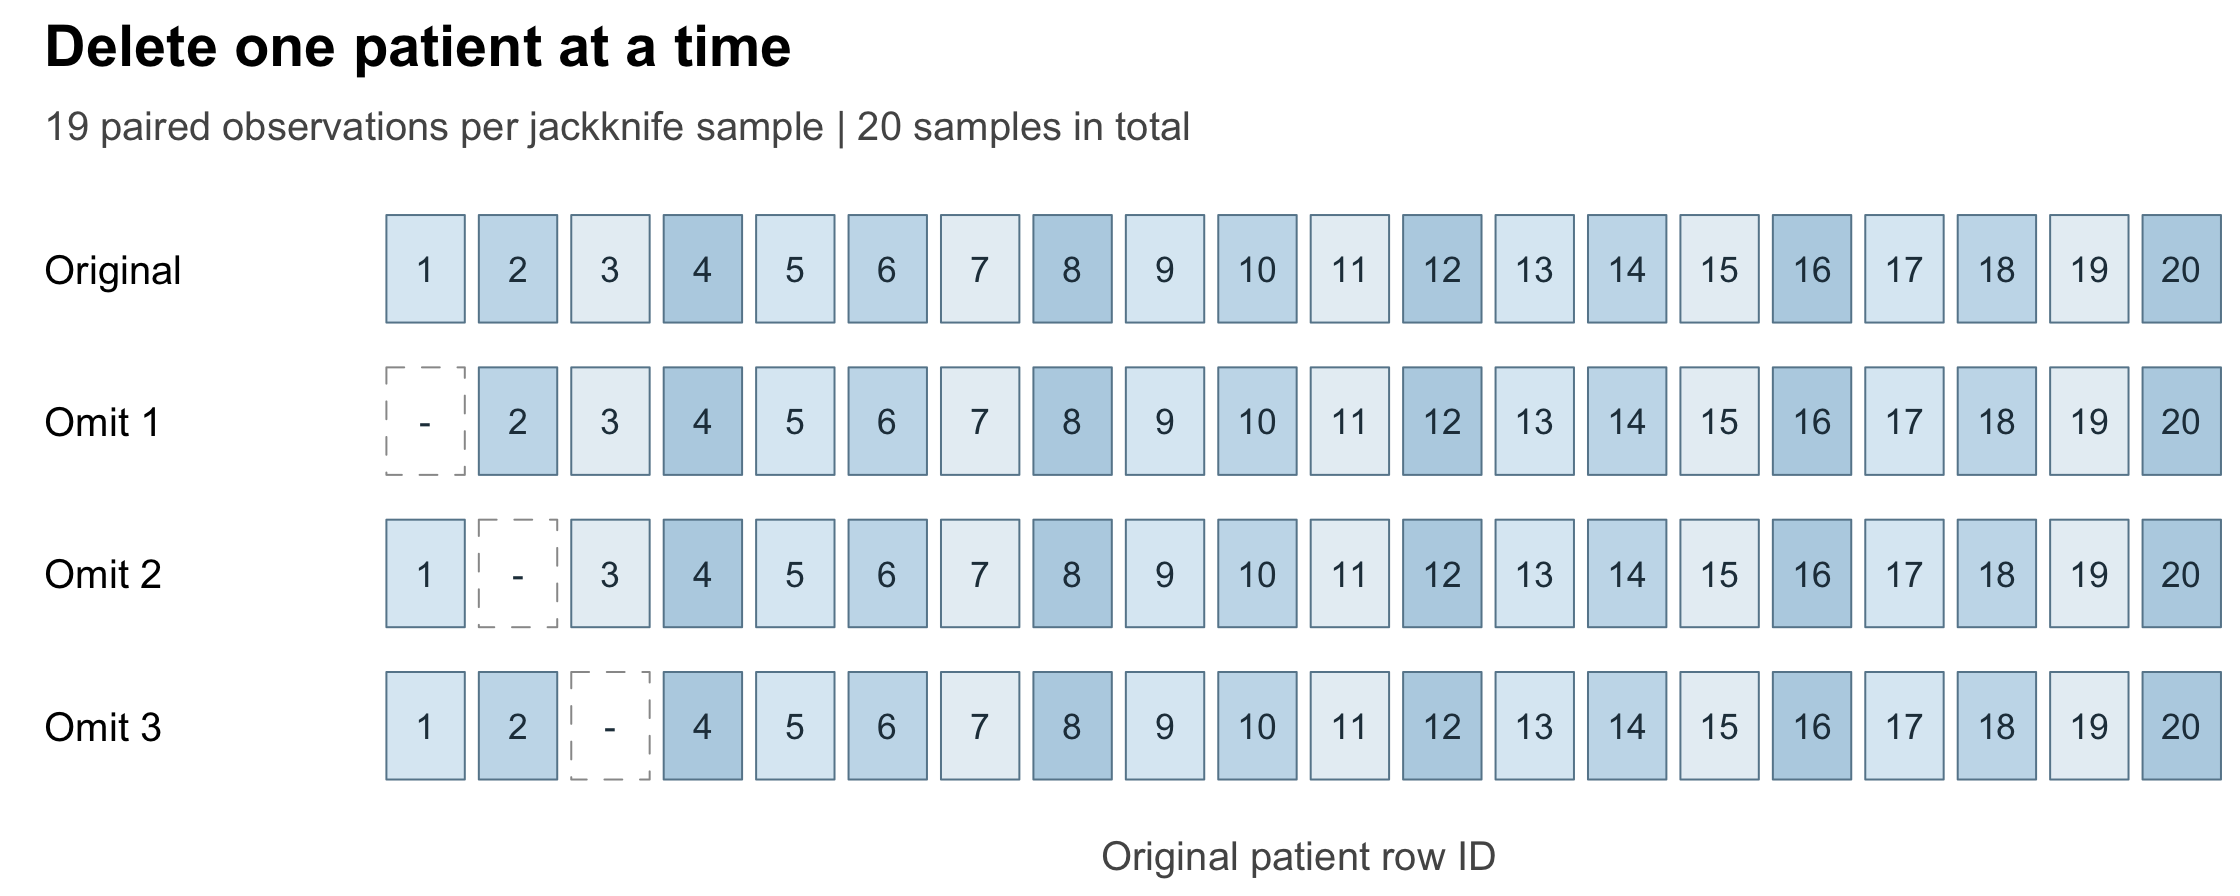 Delete one patient at a time
19 paired observations per jackknife sample | 20 samples in total
Original 1 2 3 4 5 6 7 8 9 10 11 12 13 14 15 16 17 18 19 20
Omit 1 - 2 3 4 5 6 7 8 9 10 11 12 13 14 15 16 17 18 19 20
Omit 2 1 - 3 4 5 6 7 8 9 10 11 12 13 14 15 16 17 18 19 20
Omit 3 1 2 - 4 5 6 7 8 9 10 11 12 13 14 15 16 17 18 19 20
Original patient row ID